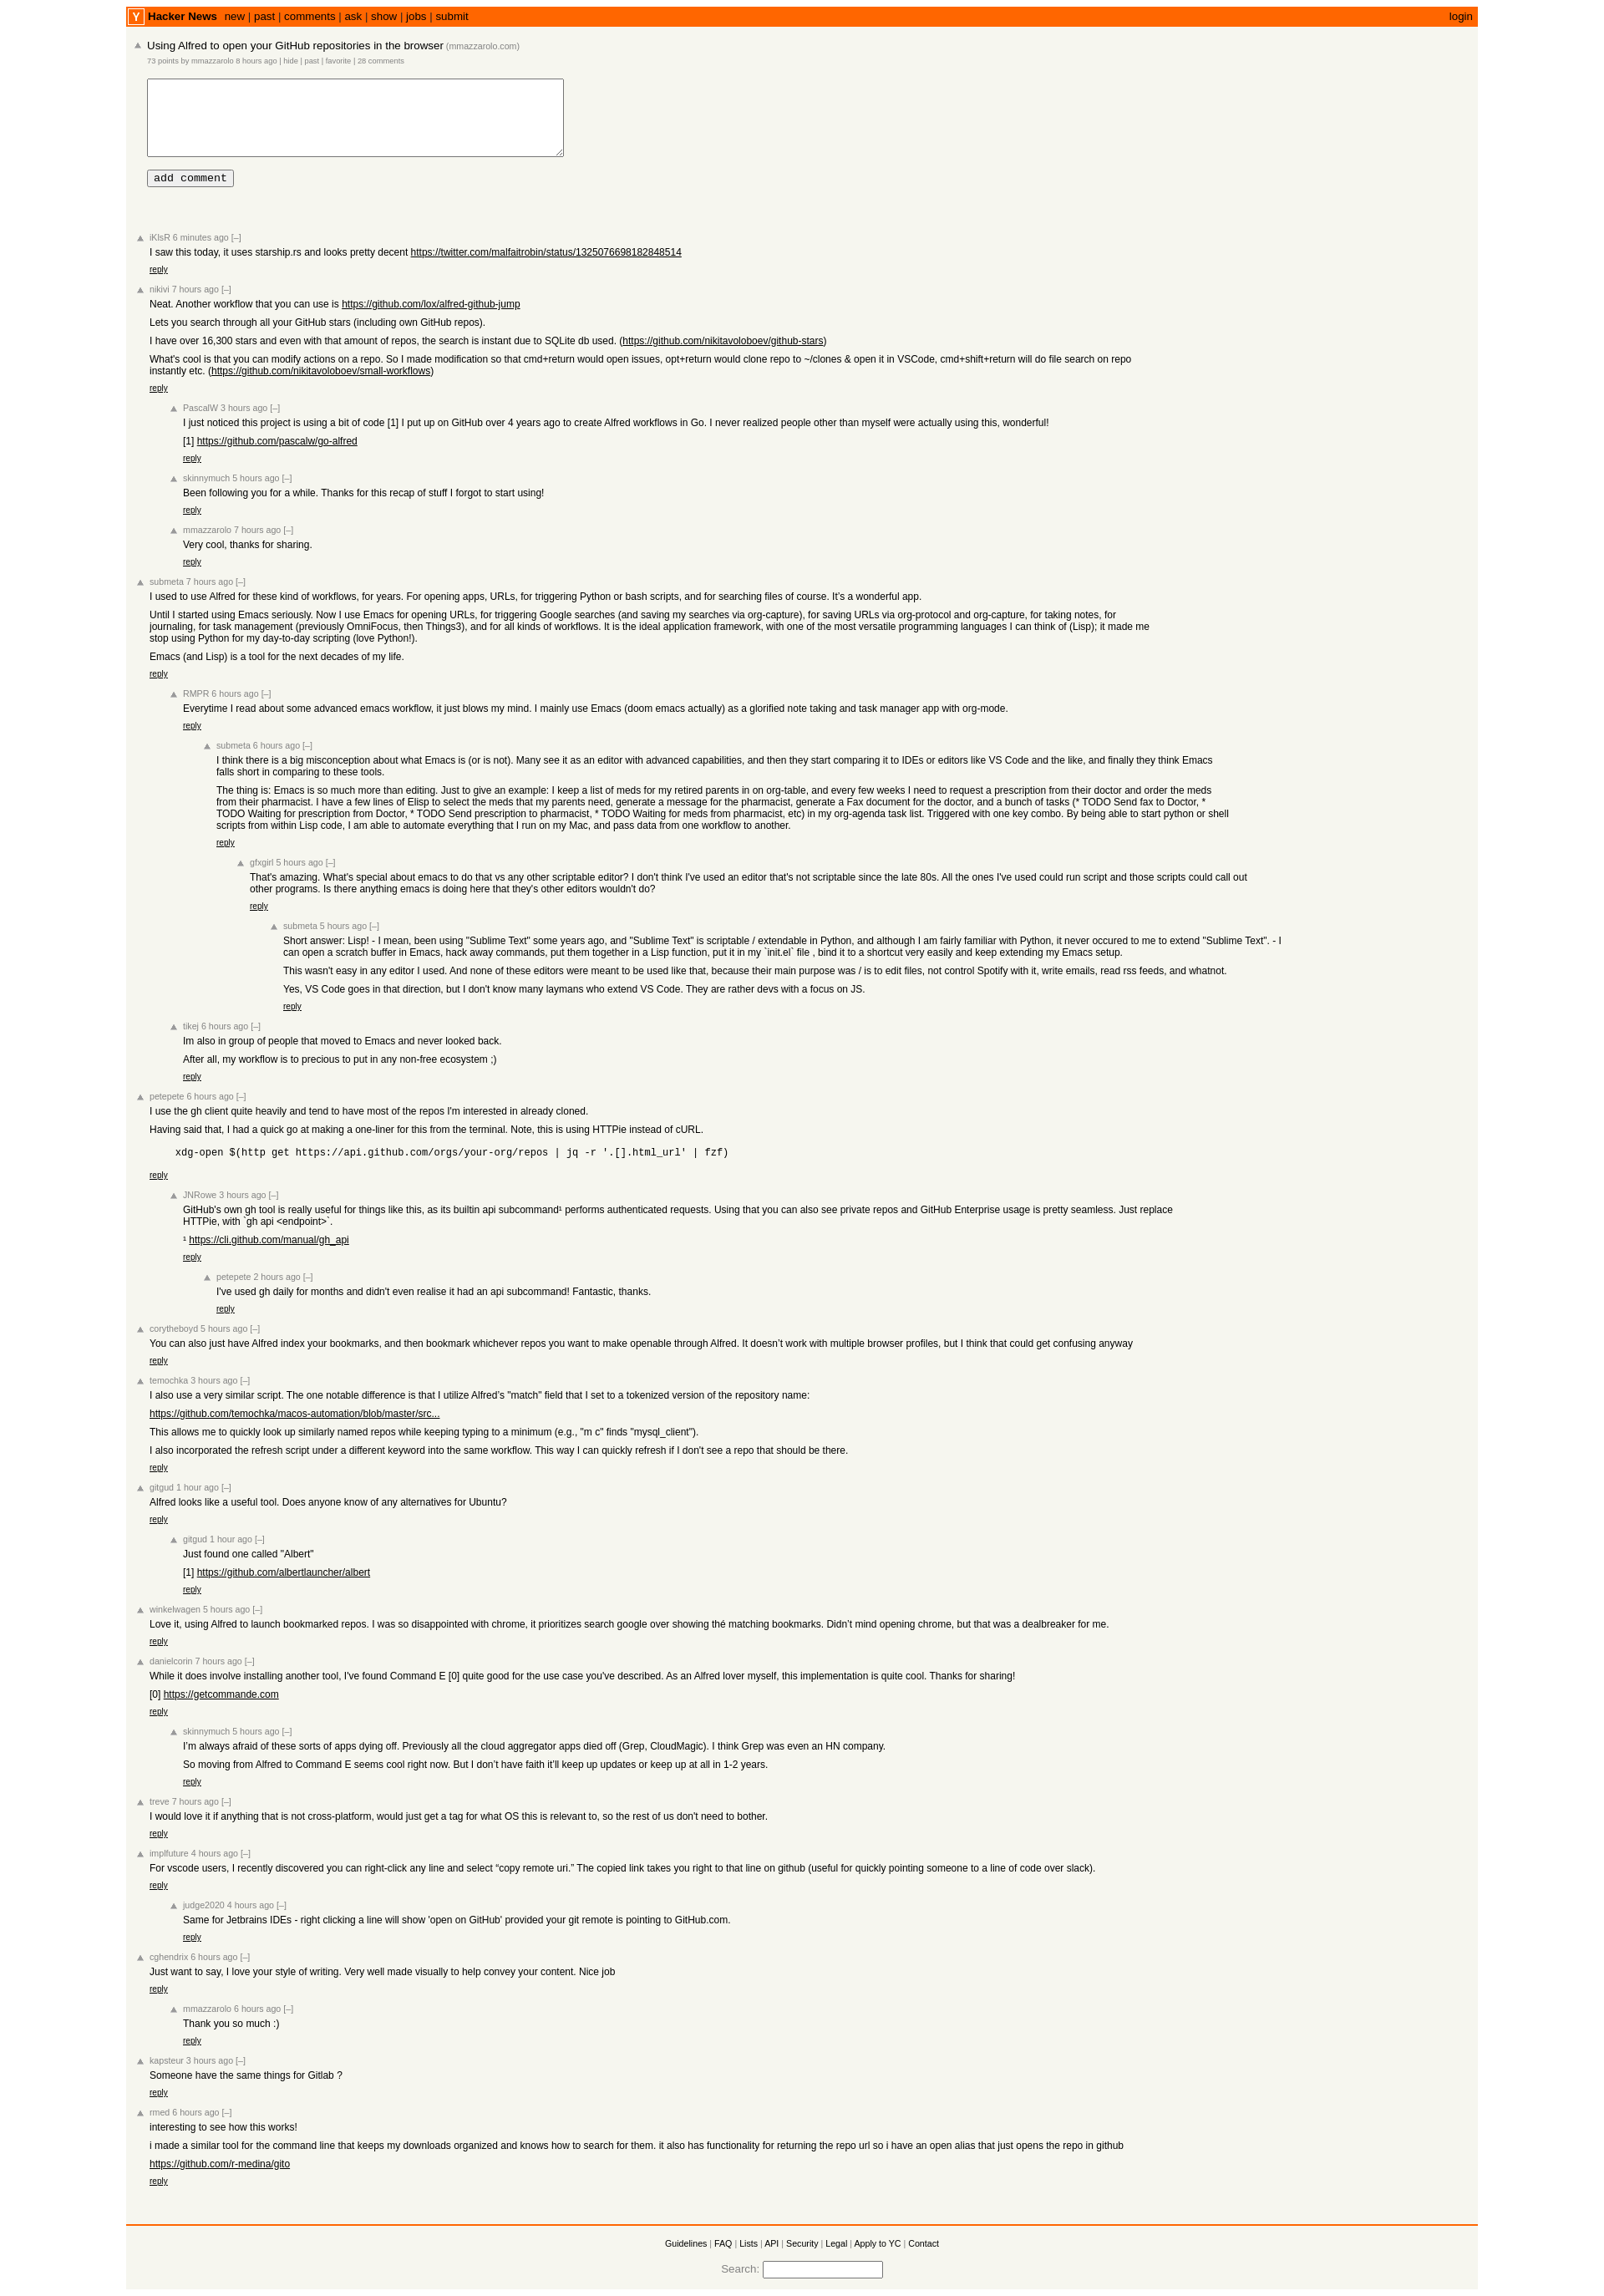 Y Hacker News new | past | comments | ask | show | jobs | submit login
Using Alfred to open your GitHub repositories in the browser (mmazzarolo.com)
73 points by mmazzarolo 8 hours ago | hide | past | favorite | 28 comments
add comment
iKlsR 6 minutes ago [–]
I saw this today, it uses starship.rs and looks pretty decent https://twitter.com/malfaitrobin/status/1325076698182848514
reply
nikivi 7 hours ago [–]
Neat. Another workflow that you can use is https://github.com/lox/alfred-github-jump
Lets you search through all your GitHub stars (including own GitHub repos).
I have over 16,300 stars and even with that amount of repos, the search is instant due to SQLite db used. (https://github.com/nikitavoloboev/github-stars)
What's cool is that you can modify actions on a repo. So I made modification so that cmd+return would open issues, opt+return would clone repo to ~/clones & open it in VSCode, cmd+shift+return will do file search on repo
instantly etc. (https://github.com/nikitavoloboev/small-workflows)
reply
PascalW 3 hours ago [–]
I just noticed this project is using a bit of code [1] I put up on GitHub over 4 years ago to create Alfred workflows in Go. I never realized people other than myself were actually using this, wonderful!
[1] https://github.com/pascalw/go-alfred
reply
skinnymuch 5 hours ago [–]
Been following you for a while. Thanks for this recap of stuff I forgot to start using!
reply
mmazzarolo 7 hours ago [–]
Very cool, thanks for sharing.
reply
submeta 7 hours ago [–]
I used to use Alfred for these kind of workflows, for years. For opening apps, URLs, for triggering Python or bash scripts, and for searching files of course. It’s a wonderful app.
Until I started using Emacs seriously. Now I use Emacs for opening URLs, for triggering Google searches (and saving my searches via org-capture), for saving URLs via org-protocol and org-capture, for taking notes, for
journaling, for task management (previously OmniFocus, then Things3), and for all kinds of workflows. It is the ideal application framework, with one of the most versatile programming languages I can think of (Lisp); it made me
stop using Python for my day-to-day scripting (love Python!).
Emacs (and Lisp) is a tool for the next decades of my life.
reply
RMPR 6 hours ago [–]
Everytime I read about some advanced emacs workflow, it just blows my mind. I mainly use Emacs (doom emacs actually) as a glorified note taking and task manager app with org-mode.
reply
submeta 6 hours ago [–]
I think there is a big misconception about what Emacs is (or is not). Many see it as an editor with advanced capabilities, and then they start comparing it to IDEs or editors like VS Code and the like, and finally they think Emacs
falls short in comparing to these tools.
The thing is: Emacs is so much more than editing. Just to give an example: I keep a list of meds for my retired parents in on org-table, and every few weeks I need to request a prescription from their doctor and order the meds
from their pharmacist. I have a few lines of Elisp to select the meds that my parents need, generate a message for the pharmacist, generate a Fax document for the doctor, and a bunch of tasks (* TODO Send fax to Doctor, *
TODO Waiting for prescription from Doctor, * TODO Send prescription to pharmacist, * TODO Waiting for meds from pharmacist, etc) in my org-agenda task list. Triggered with one key combo. By being able to start python or shell
scripts from within Lisp code, I am able to automate everything that I run on my Mac, and pass data from one workflow to another.
reply
gfxgirl 5 hours ago [–]
That's amazing. What's special about emacs to do that vs any other scriptable editor? I don't think I've used an editor that's not scriptable since the late 80s. All the ones I've used could run script and those scripts could call out
other programs. Is there anything emacs is doing here that they's other editors wouldn't do?
reply
submeta 5 hours ago [–]
Short answer: Lisp! - I mean, been using "Sublime Text" some years ago, and "Sublime Text" is scriptable / extendable in Python, and although I am fairly familiar with Python, it never occured to me to extend "Sublime Text". - I
can open a scratch buffer in Emacs, hack away commands, put them together in a Lisp function, put it in my `init.el` file , bind it to a shortcut very easily and keep extending my Emacs setup.
This wasn't easy in any editor I used. And none of these editors were meant to be used like that, because their main purpose was / is to edit files, not control Spotify with it, write emails, read rss feeds, and whatnot.
Yes, VS Code goes in that direction, but I don't know many laymans who extend VS Code. They are rather devs with a focus on JS.
reply
tikej 6 hours ago [–]
Im also in group of people that moved to Emacs and never looked back.
After all, my workflow is to precious to put in any non-free ecosystem ;)
reply
petepete 6 hours ago [–]
I use the gh client quite heavily and tend to have most of the repos I'm interested in already cloned.
Having said that, I had a quick go at making a one-liner for this from the terminal. Note, this is using HTTPie instead of cURL.
xdg-open $(http get https://api.github.com/orgs/your-org/repos | jq -r '.[].html_url' | fzf)
reply
JNRowe 3 hours ago [–]
GitHub's own gh tool is really useful for things like this, as its builtin api subcommand¹ performs authenticated requests. Using that you can also see private repos and GitHub Enterprise usage is pretty seamless. Just replace
HTTPie, with `gh api <endpoint>`.
¹ https://cli.github.com/manual/gh_api
reply
petepete 2 hours ago [–]
I've used gh daily for months and didn't even realise it had an api subcommand! Fantastic, thanks.
reply
corytheboyd 5 hours ago [–]
You can also just have Alfred index your bookmarks, and then bookmark whichever repos you want to make openable through Alfred. It doesn’t work with multiple browser profiles, but I think that could get confusing anyway
reply
temochka 3 hours ago [–]
I also use a very similar script. The one notable difference is that I utilize Alfred’s "match" field that I set to a tokenized version of the repository name:
https://github.com/temochka/macos-automation/blob/master/src...
This allows me to quickly look up similarly named repos while keeping typing to a minimum (e.g., "m c" finds "mysql_client").
I also incorporated the refresh script under a different keyword into the same workflow. This way I can quickly refresh if I don't see a repo that should be there.
reply
gitgud 1 hour ago [–]
Alfred looks like a useful tool. Does anyone know of any alternatives for Ubuntu?
reply
gitgud 1 hour ago [–]
Just found one called "Albert"
[1] https://github.com/albertlauncher/albert
reply
winkelwagen 5 hours ago [–]
Love it, using Alfred to launch bookmarked repos. I was so disappointed with chrome, it prioritizes search google over showing thé matching bookmarks. Didn’t mind opening chrome, but that was a dealbreaker for me.
reply
danielcorin 7 hours ago [–]
While it does involve installing another tool, I've found Command E [0] quite good for the use case you've described. As an Alfred lover myself, this implementation is quite cool. Thanks for sharing!
[0] https://getcommande.com
reply
skinnymuch 5 hours ago [–]
I’m always afraid of these sorts of apps dying off. Previously all the cloud aggregator apps died off (Grep, CloudMagic). I think Grep was even an HN company.
So moving from Alfred to Command E seems cool right now. But I don’t have faith it’ll keep up updates or keep up at all in 1-2 years.
reply
treve 7 hours ago [–]
I would love it if anything that is not cross-platform, would just get a tag for what OS this is relevant to, so the rest of us don't need to bother.
reply
implfuture 4 hours ago [–]
For vscode users, I recently discovered you can right-click any line and select “copy remote uri.” The copied link takes you right to that line on github (useful for quickly pointing someone to a line of code over slack).
reply
judge2020 4 hours ago [–]
Same for Jetbrains IDEs - right clicking a line will show 'open on GitHub' provided your git remote is pointing to GitHub.com.
reply
cghendrix 6 hours ago [–]
Just want to say, I love your style of writing. Very well made visually to help convey your content. Nice job
reply
mmazzarolo 6 hours ago [–]
Thank you so much :)
reply
kapsteur 3 hours ago [–]
Someone have the same things for Gitlab ?
reply
rmed 6 hours ago [–]
interesting to see how this works!
i made a similar tool for the command line that keeps my downloads organized and knows how to search for them. it also has functionality for returning the repo url so i have an open alias that just opens the repo in github
https://github.com/r-medina/gito
reply
Guidelines | FAQ | Lists | API | Security | Legal | Apply to YC | Contact
Search: